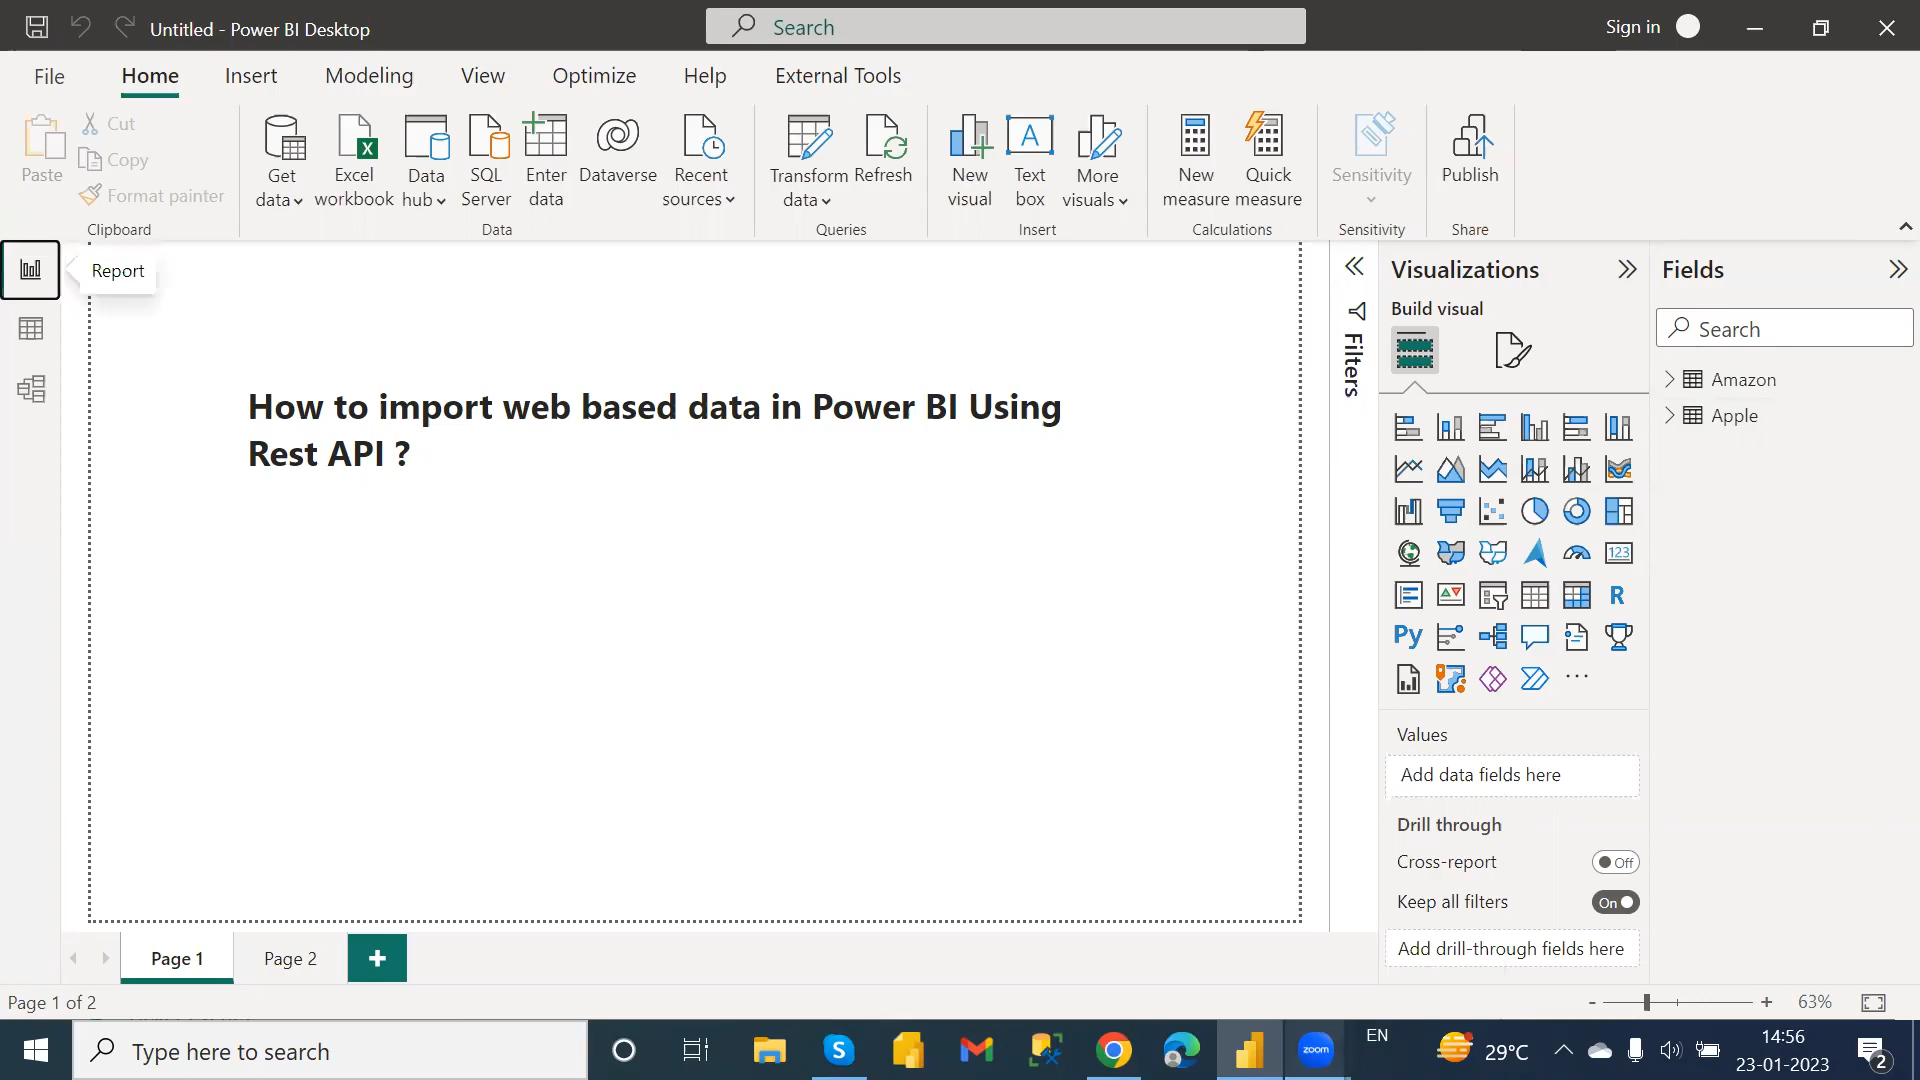 Untitled - Power BI Desktop
Search
Sign in
File Home Insert Modeling View Optimize Help External Tools
Paste
Cut
Copy
Format painter
Clipboard
Get data
Excel workbook
Data hub
SQL Server
Enter data
Dataverse
Recent sources
Data
Transform data
Refresh
Queries
New visual
Text box
More visuals
Insert
New measure
Quick measure
Calculations
Sensitivity
Sensitivity
Publish
Share
Report
How to import web based data in Power BI Using
Rest API ?
Filters
Visualizations
Build visual
123
R
Py
Values
Add data fields here
Drill through
Cross-report
Off
Keep all filters
On
Add drill-through fields here
Fields
Search
Amazon
Apple
Page 1
Page 2
Page 1 of 2
63%
Type here to search
zoom
EN
29°C
14:56
23-01-2023
2